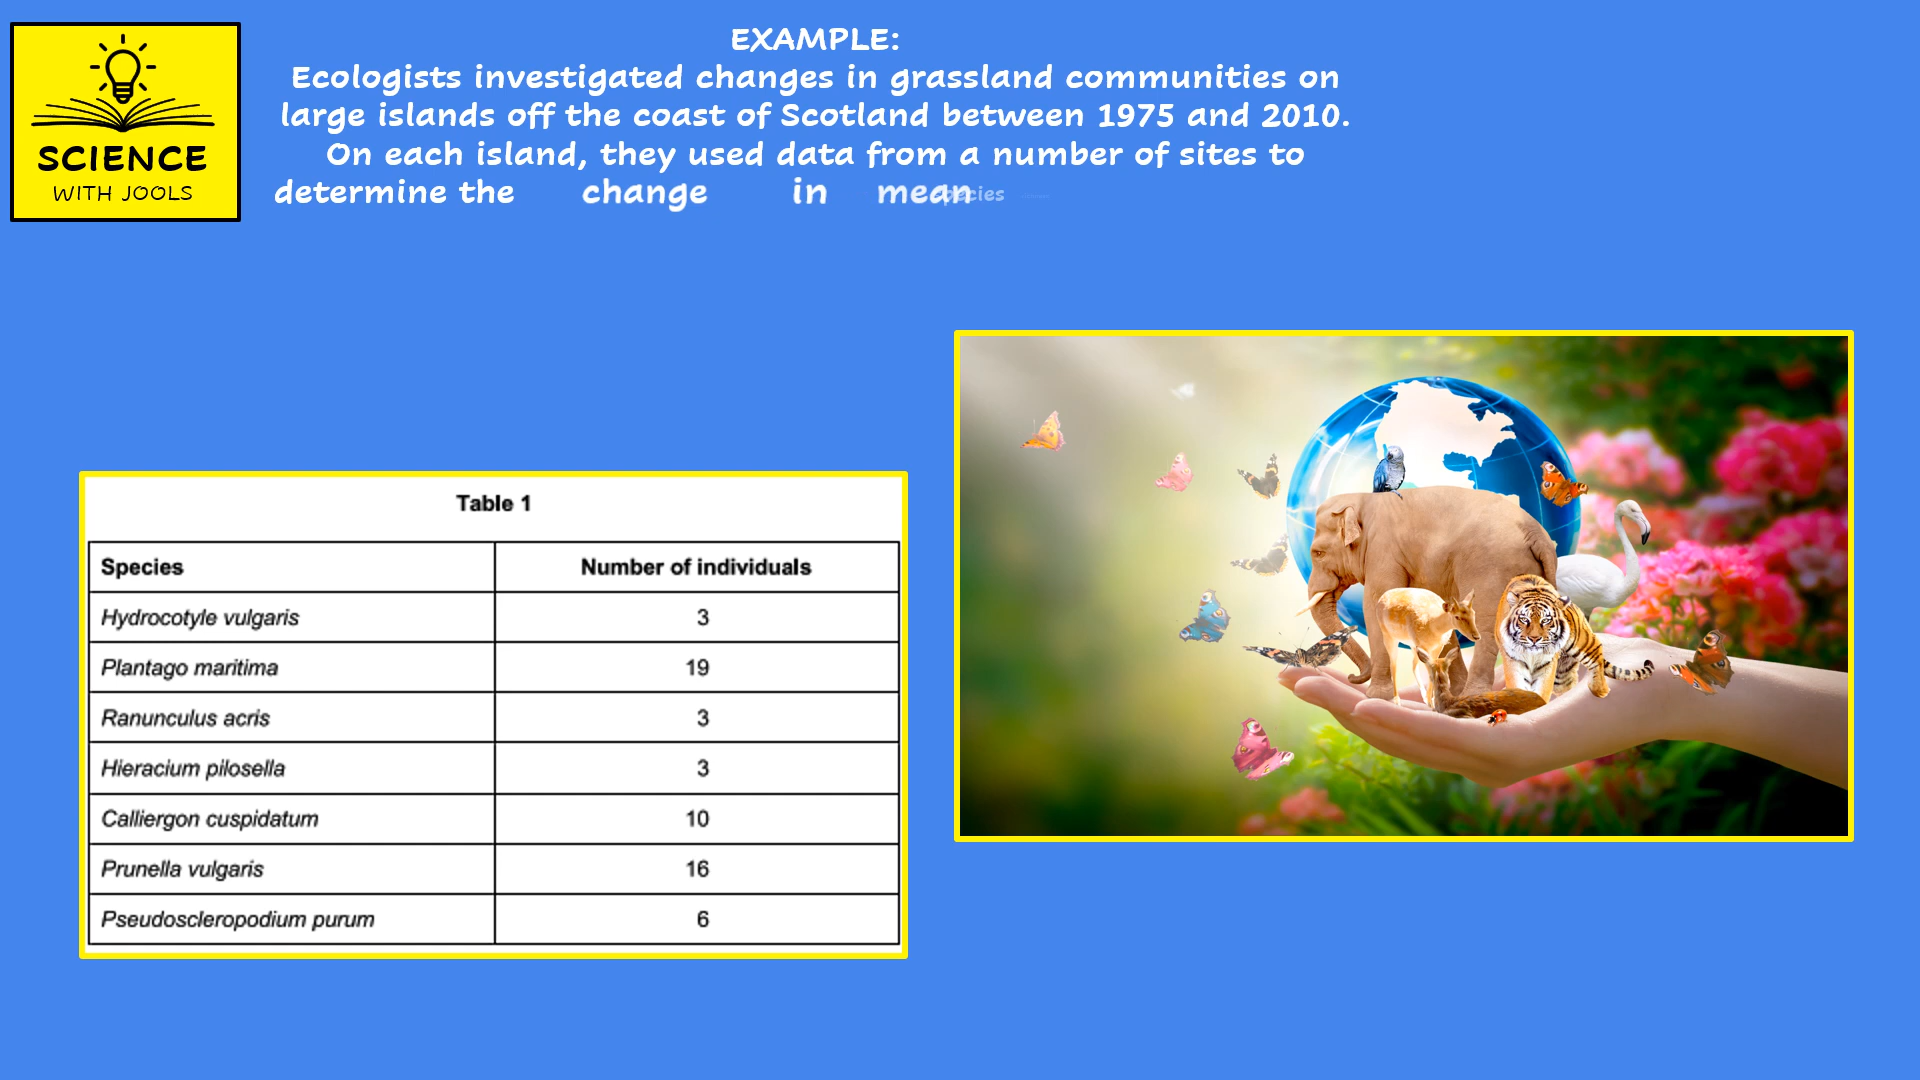 SCIENCE
WITH JOOLS
EXAMPLE:
Ecologists investigated changes in grassland communities on
large islands off the coast of Scotland between 1975 and 2010.
On each island, they used data from a number of sites to
determine the change in mean species
Table 1
Species Number of individuals
Hydrocotyle vulgaris 3
Plantago maritima 19
Ranunculus acris 3
Hieracium pilosella 3
Calliergon cuspidatum 10
Prunella vulgaris 16
Pseudoscleropodium purum 6